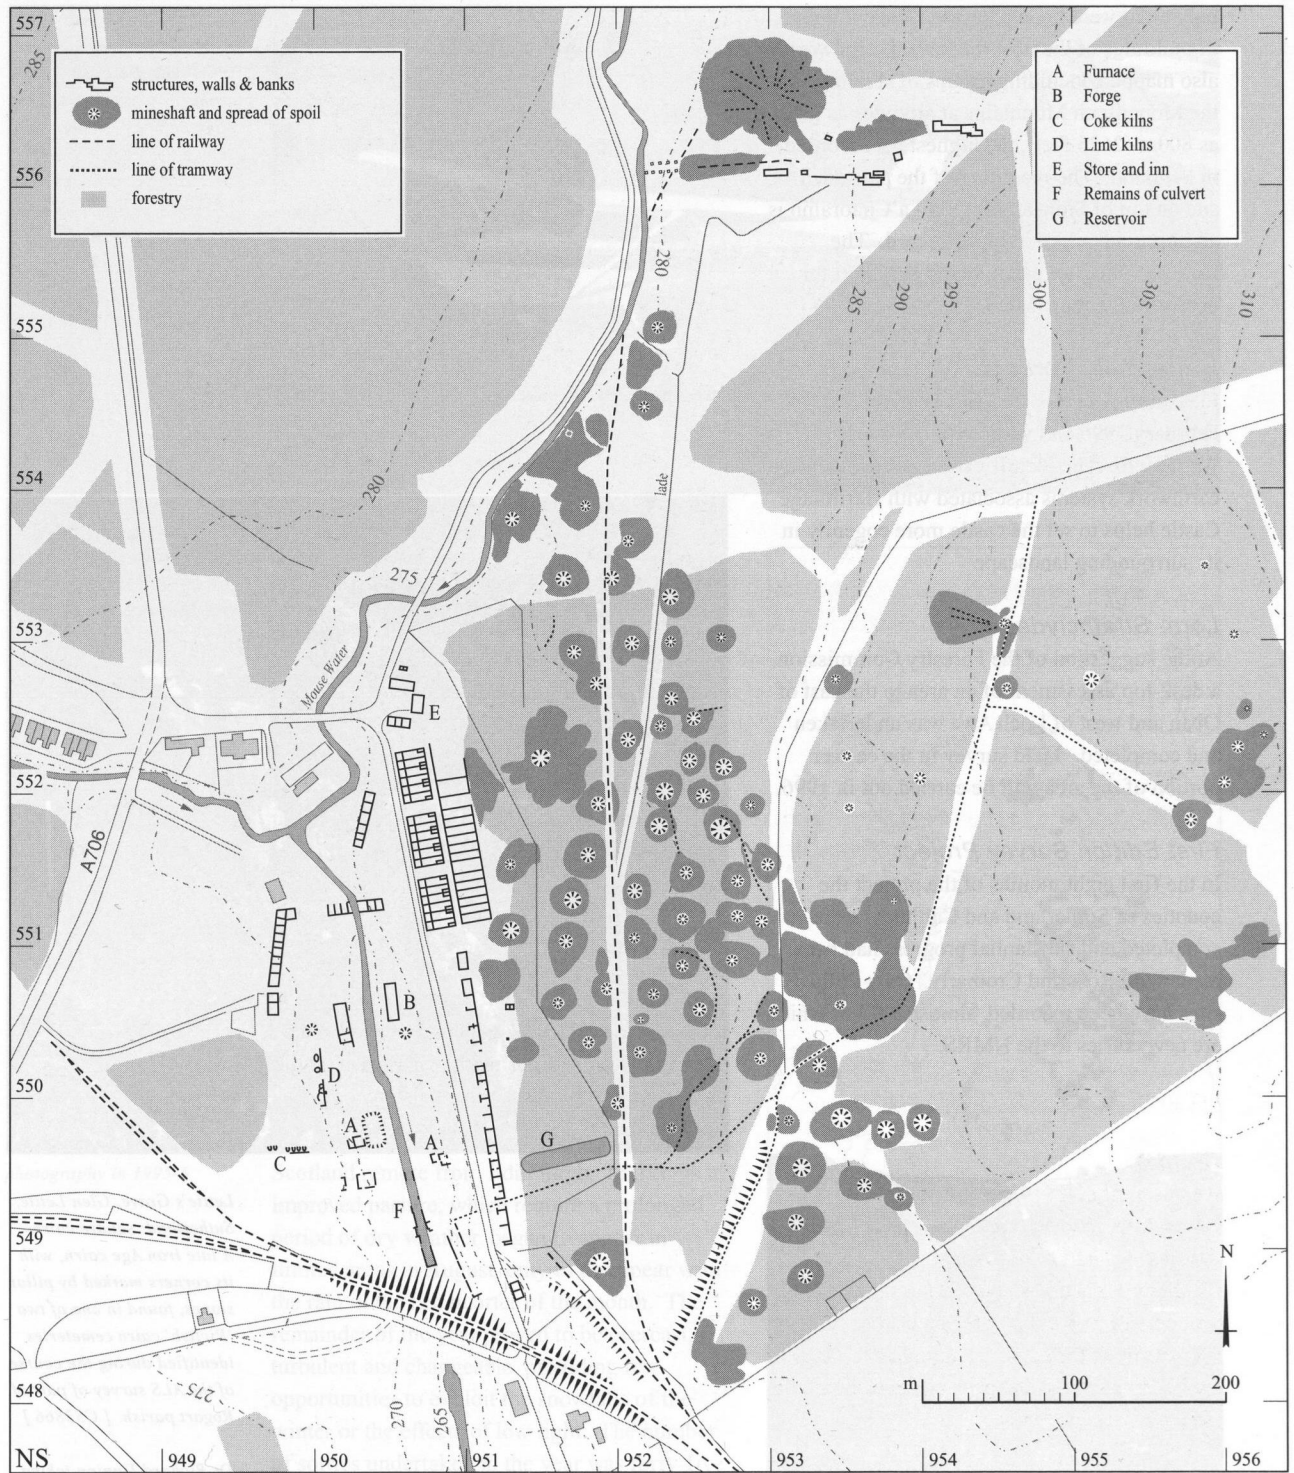 557
285
structures, walls & banks
mineshaft and spread of spoil
line of railway
line of tramway
forestry
A Furnace
B Forge
C Coke kilns
D Lime kilns
E Store and inn
F Remains of culvert
G Reservoir
556
280
285
290
295
300
305
310
555
280
lade
554
275
553
Mouse Water
E
552
A706
551
B
550
D
A
A
C
G
F
549
N
548
275
270
265
m 100 200
NS
949
950
951
952
953
954
955
956